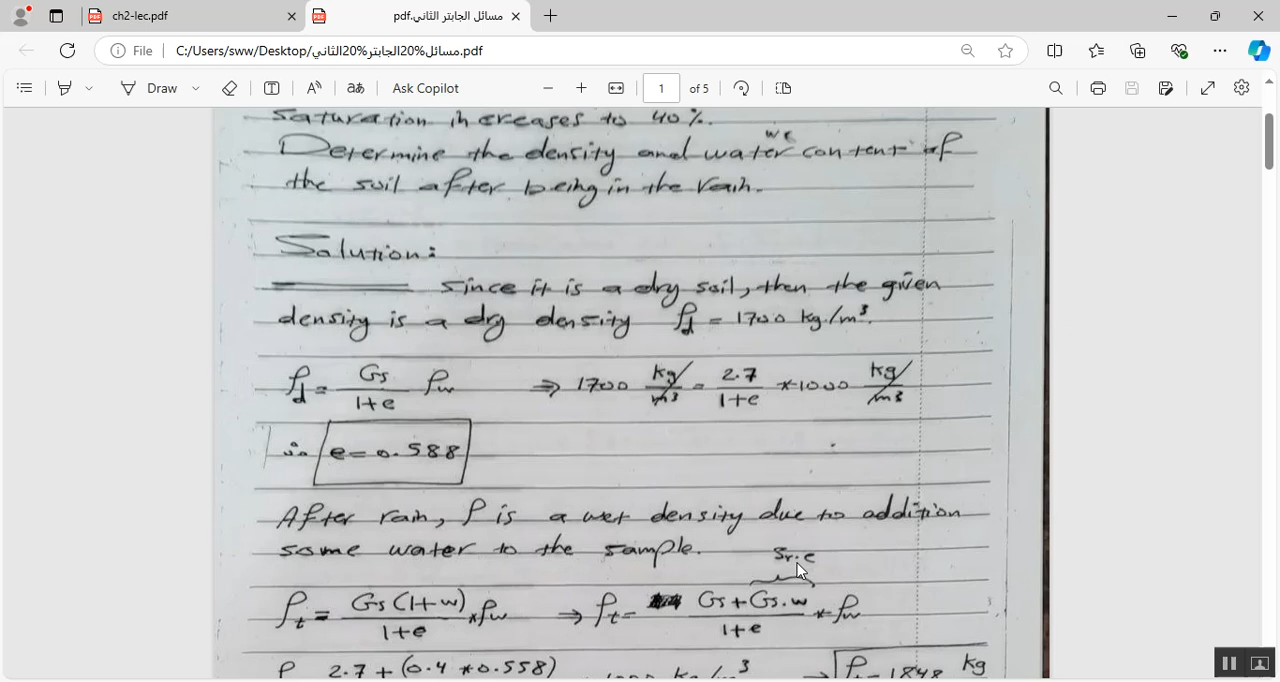 ch2-lec.pdf
مسائل الجابتر الثاني.pdf
File C:/Users/sww/Desktop/مسائل%20الجابتر%20الثاني.pdf
Draw Ask Copilot 1 of 5
saturation increases to 40%.
wc
Determine the density and water content of
the soil after being in the rain.
Solution:
since it is a dry soil, then the given
density is a dry density ρd = 1700 kg/m³.
ρd = Gs/1+e ρw ⇒ 1700 kg/m³ = 2.7/1+e *1000 kg/m³
∴ e = 0.588
After rain, ρ is a wet density due to addition
some water to the sample.
Sr.e
ρt = Gs(1+w)/1+e *ρw ⇒ ρt = Gs+Gs.w/1+e *ρw
2.7 + (0.4 *0.558) 1000 kg/m³ → ρt = 1848 kg